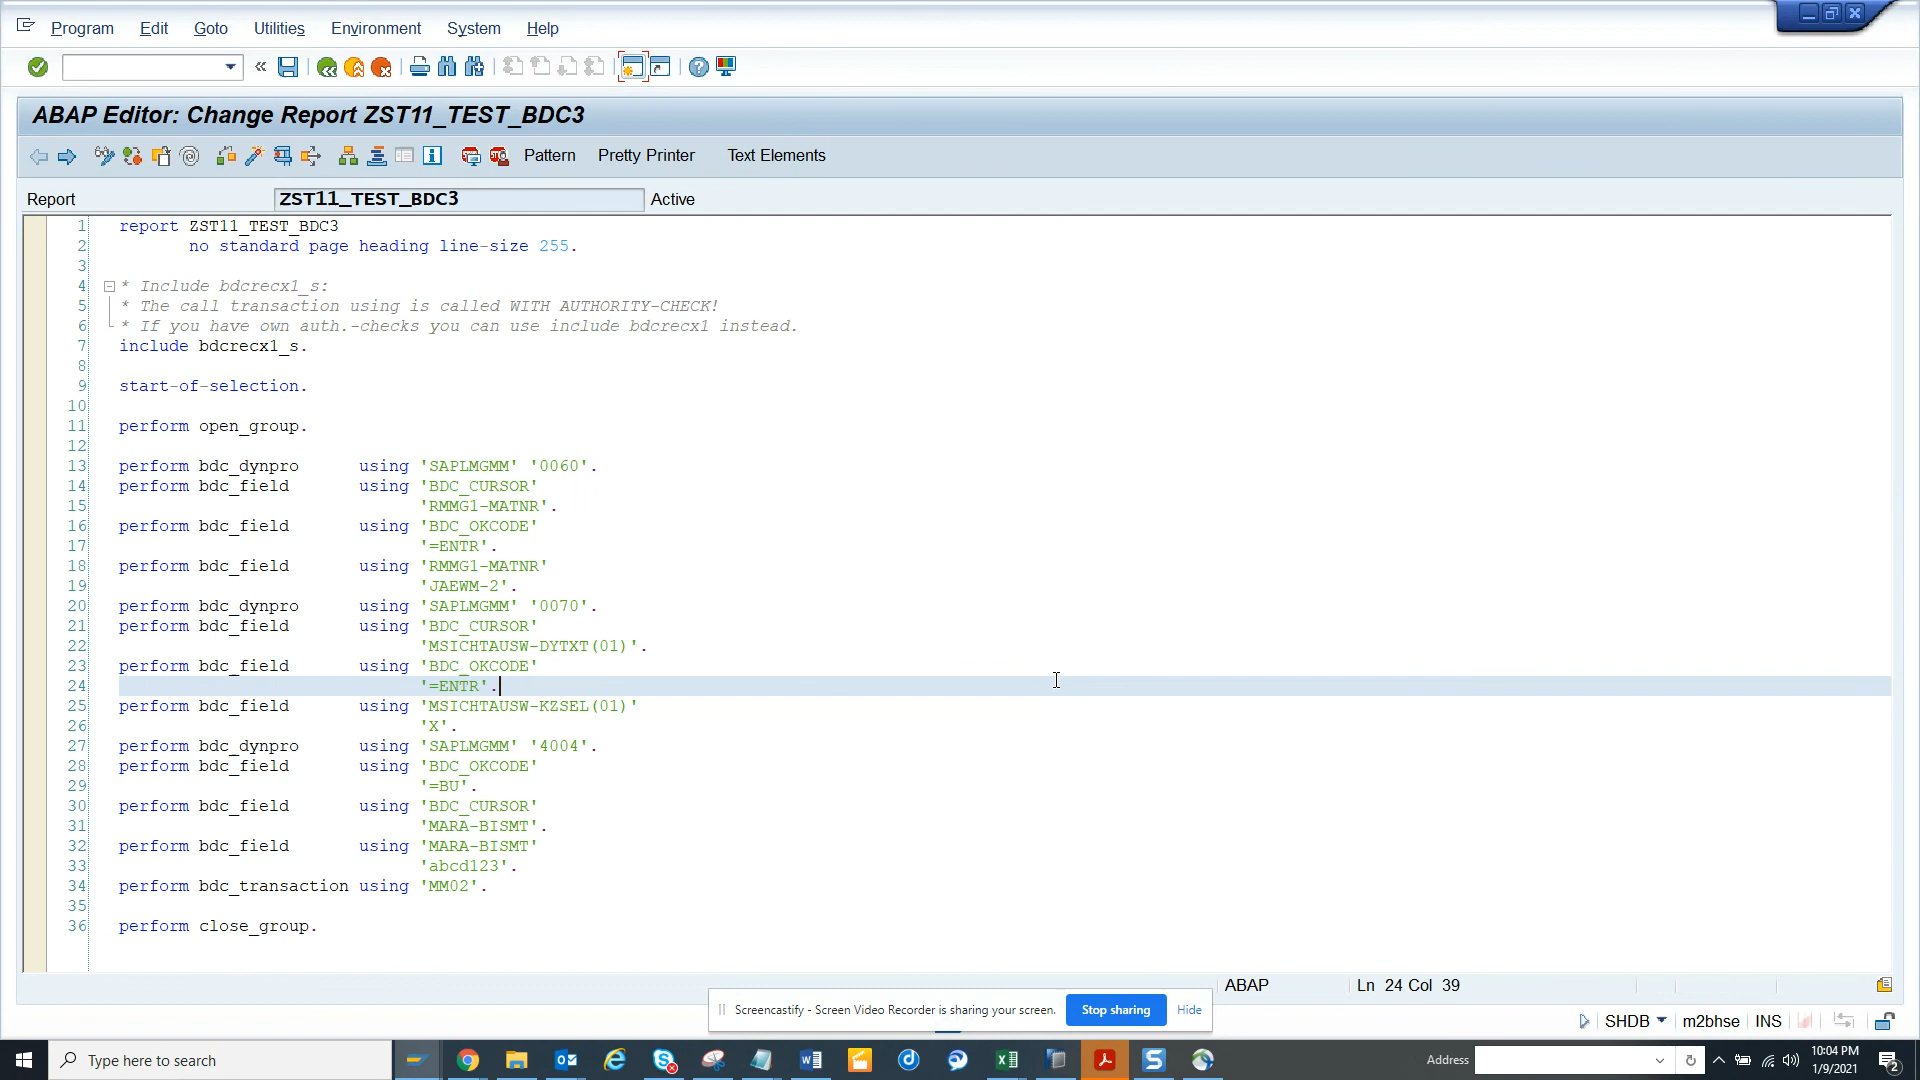 Program Edit Goto Utilities Environment System Help
ABAP Editor: Change Report ZST11_TEST_BDC3
Pattern Pretty Printer Text Elements
Report ZST11_TEST_BDC3 Active
1 report ZST11_TEST_BDC3
2 no standard page heading line-size 255.
3
4 * Include bdcrecx1_s:
5 * The call transaction using is called WITH AUTHORITY-CHECK!
6 * If you have own auth.-checks you can use include bdcrecx1 instead.
7 include bdcrecx1_s.
8
9 start-of-selection.
10
11 perform open_group.
12
13 perform bdc_dynpro using 'SAPLMGMM' '0060'.
14 perform bdc_field using 'BDC_CURSOR'
15 'RMMG1-MATNR'.
16 perform bdc_field using 'BDC_OKCODE'
17 '=ENTR'.
18 perform bdc_field using 'RMMG1-MATNR'
19 'JAEWM-2'.
20 perform bdc_dynpro using 'SAPLMGMM' '0070'.
21 perform bdc_field using 'BDC_CURSOR'
22 'MSICHTAUSW-DYTXT(01)'.
23 perform bdc_field using 'BDC_OKCODE'
24 '=ENTR'.
25 perform bdc_field using 'MSICHTAUSW-KZSEL(01)'
26 'X'.
27 perform bdc_dynpro using 'SAPLMGMM' '4004'.
28 perform bdc_field using 'BDC_OKCODE'
29 '=BU'.
30 perform bdc_field using 'BDC_CURSOR'
31 'MARA-BISMT'.
32 perform bdc_field using 'MARA-BISMT'
33 'abcd123'.
34 perform bdc_transaction using 'MM02'.
35
36 perform close_group.
ABAP Ln 24 Col 39
Screencastify - Screen Video Recorder is sharing your screen. Stop sharing Hide
SHDB m2bhse INS
Type here to search
Address
10:04 PM
1/9/2021
2